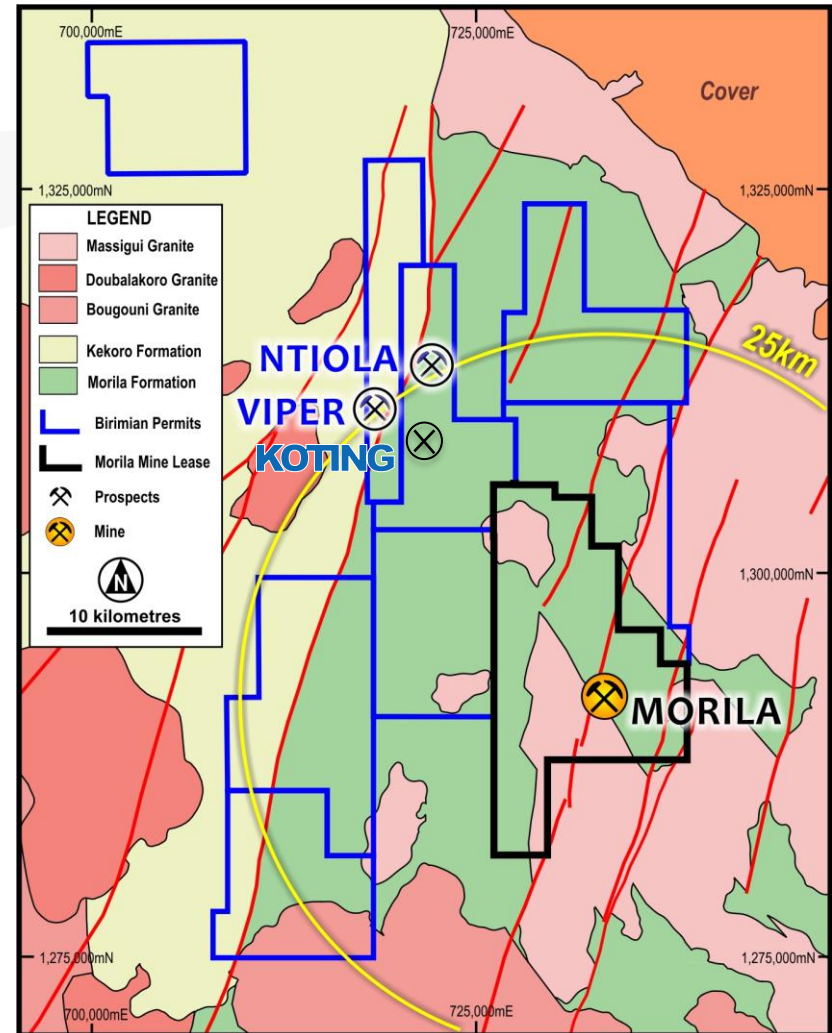 700,000mE
725,000mE
Cover
1,325,000mN
1,325,000mN
LEGEND
Massigui Granite
Doubalakoro Granite
Bougouni Granite
Kekoro Formation
Morila Formation
Birimian Permits
Morila Mine Lease
Prospects
Mine
N
10 kilometres
25km
NTIOLA
VIPER
KOTING
1,300,000mN
MORILA
1,275,000mN
1,275,000mN
700,000mE
725,000mE